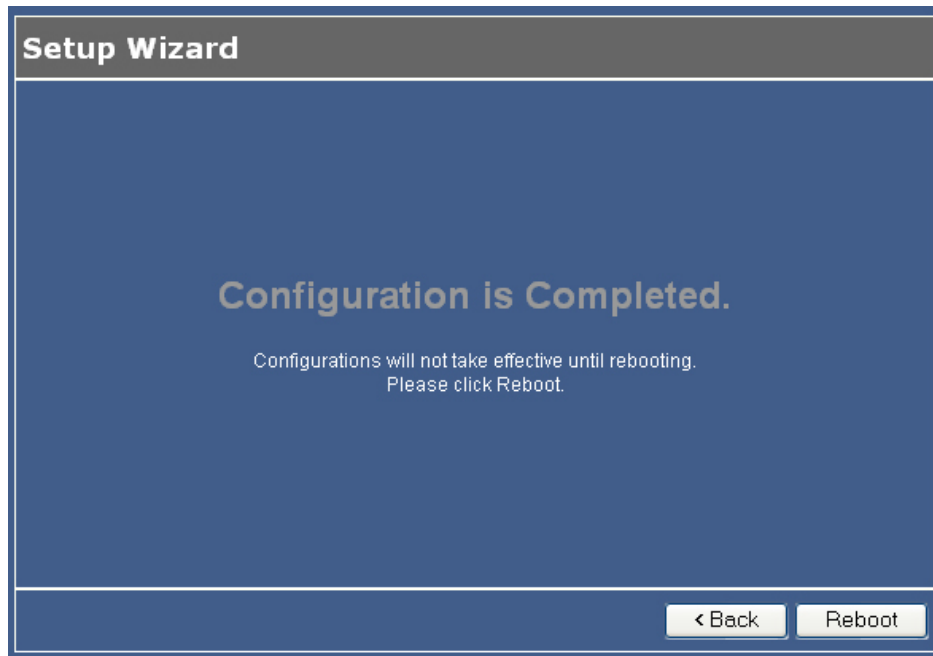 Setup Wizard
Configuration is Completed.
Configurations will not take effective until rebooting.
Please click Reboot.
< Back
Reboot